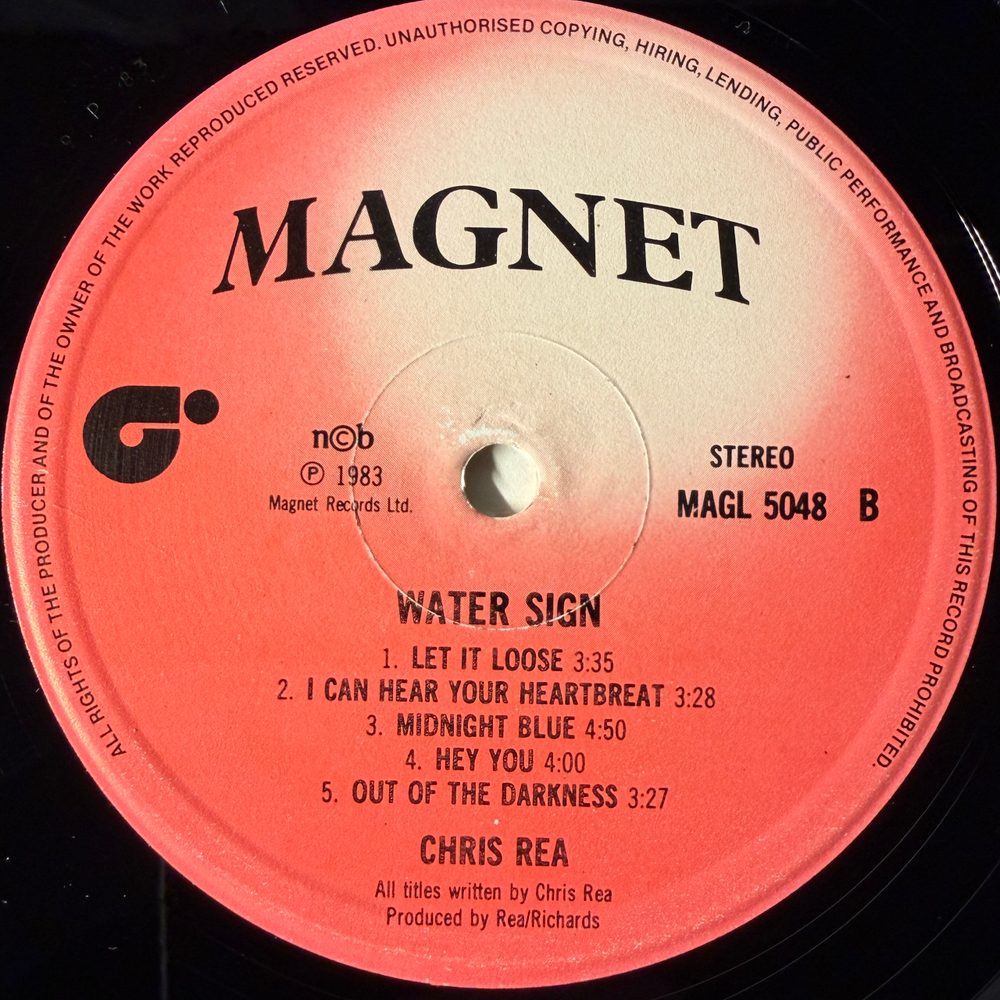 ALL RIGHTS OF THE PRODUCER AND OF THE OWNER OF THE WORK REPRODUCED RESERVED. UNAUTHORISED COPYING, HIRING, LENDING, PUBLIC PERFORMANCE AND BROADCASTING OF THIS RECORD PROHIBITED.
MAGNET
n©b
℗ 1983
Magnet Records Ltd.
STEREO
MAGL 5048 B
WATER SIGN
1. LET IT LOOSE 3:35
2. I CAN HEAR YOUR HEARTBREAT 3:28
3. MIDNIGHT BLUE 4:50
4. HEY YOU 4:00
5. OUT OF THE DARKNESS 3:27
CHRIS REA
All titles written by Chris Rea
Produced by Rea/Richards